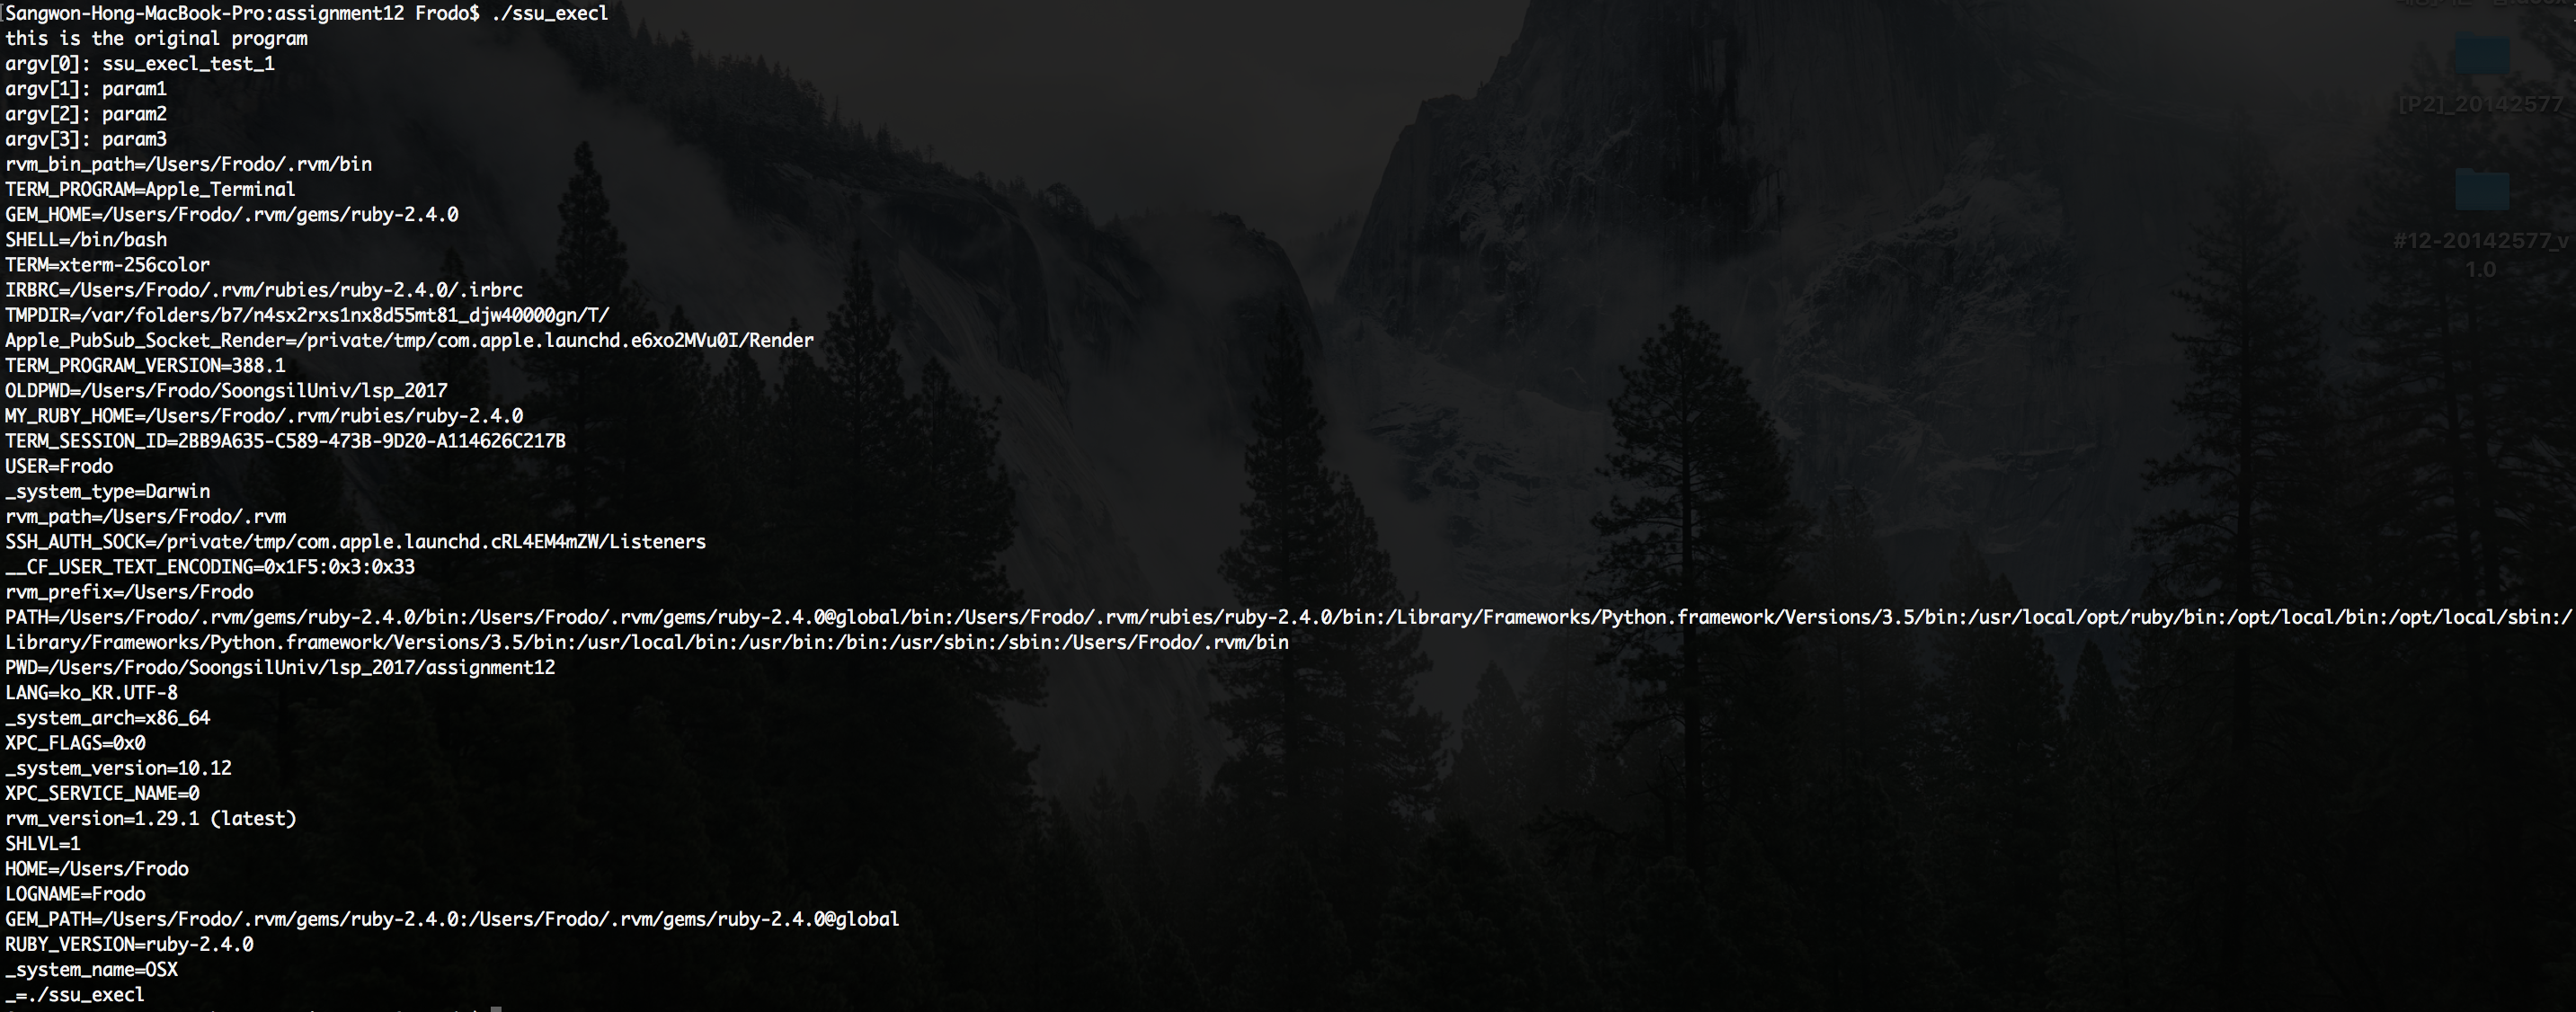 Sangwon-Hong-MacBook-Pro:assignment12 Frodo$ ./ssu_execl
this is the original program
argv[0]: ssu_execl_test_1
argv[1]: param1
argv[2]: param2
argv[3]: param3
rvm_bin_path=/Users/Frodo/.rvm/bin
TERM_PROGRAM=Apple_Terminal
GEM_HOME=/Users/Frodo/.rvm/gems/ruby-2.4.0
SHELL=/bin/bash
TERM=xterm-256color
IRBRC=/Users/Frodo/.rvm/rubies/ruby-2.4.0/.irbrc
TMPDIR=/var/folders/b7/n4sx2rxs1nx8d55mt81_djw40000gn/T/
Apple_PubSub_Socket_Render=/private/tmp/com.apple.launchd.e6xo2MVu0I/Render
TERM_PROGRAM_VERSION=388.1
OLDPWD=/Users/Frodo/SoongsilUniv/lsp_2017
MY_RUBY_HOME=/Users/Frodo/.rvm/rubies/ruby-2.4.0
TERM_SESSION_ID=2BB9A635-C589-473B-9D20-A114626C217B
USER=Frodo
_system_type=Darwin
rvm_path=/Users/Frodo/.rvm
SSH_AUTH_SOCK=/private/tmp/com.apple.launchd.cRL4EM4mZW/Listeners
__CF_USER_TEXT_ENCODING=0x1F5:0x3:0x33
rvm_prefix=/Users/Frodo
PATH=/Users/Frodo/.rvm/gems/ruby-2.4.0/bin:/Users/Frodo/.rvm/gems/ruby-2.4.0@global/bin:/Users/Frodo/.rvm/rubies/ruby-2.4.0/bin:/Library/Frameworks/Python.framework/Versions/3.5/bin:/usr/local/opt/ruby/bin:/opt/local/bin:/opt/local/sbin:/
Library/Frameworks/Python.framework/Versions/3.5/bin:/usr/local/bin:/usr/bin:/bin:/usr/sbin:/sbin:/Users/Frodo/.rvm/bin
PWD=/Users/Frodo/SoongsilUniv/lsp_2017/assignment12
LANG=ko_KR.UTF-8
_system_arch=x86_64
XPC_FLAGS=0x0
_system_version=10.12
XPC_SERVICE_NAME=0
rvm_version=1.29.1 (latest)
SHLVL=1
HOME=/Users/Frodo
LOGNAME=Frodo
GEM_PATH=/Users/Frodo/.rvm/gems/ruby-2.4.0:/Users/Frodo/.rvm/gems/ruby-2.4.0@global
RUBY_VERSION=ruby-2.4.0
_system_name=OSX
_=./ssu_execl
[P2]_20142577
#12-20142577_v
1.0